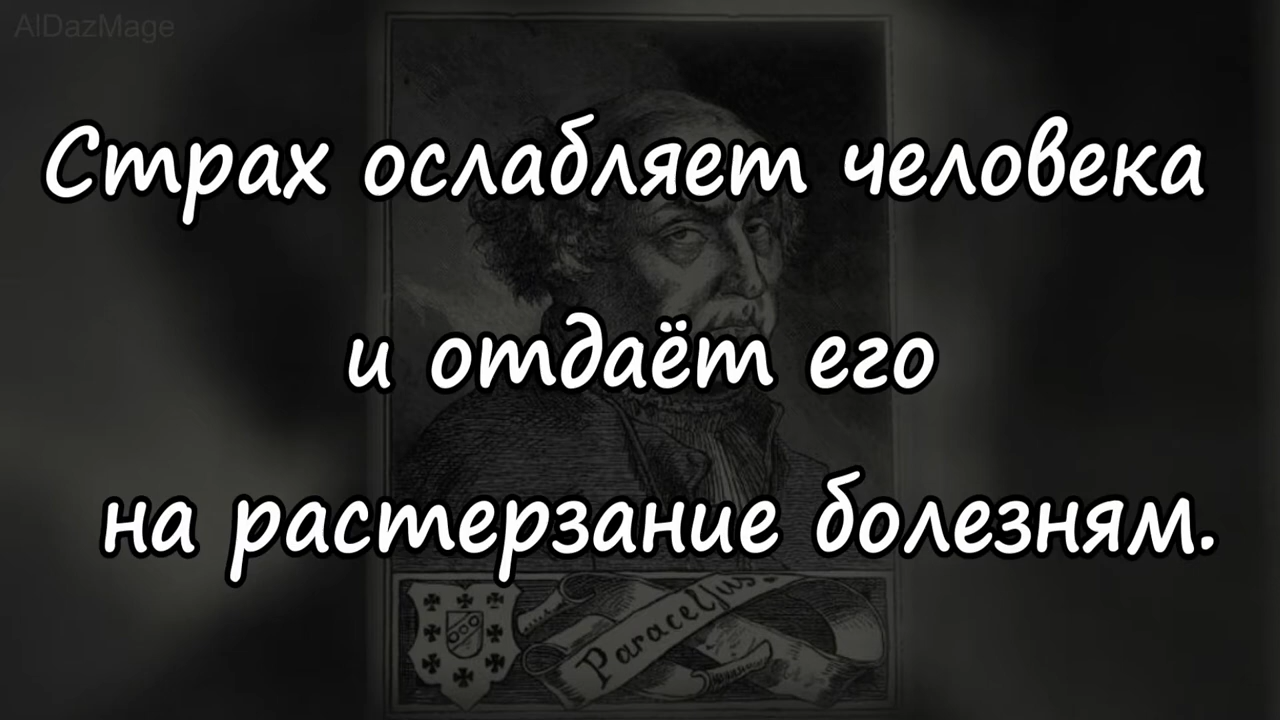 AlDazMage
Страх ослабляет человека
и отдаёт его
на растерзание болезням.
Paracelsus